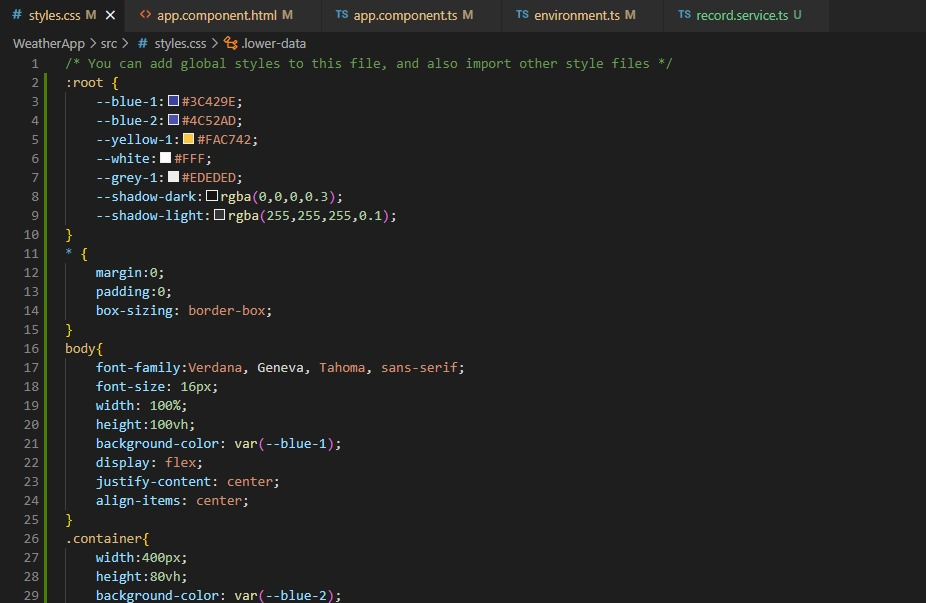 # styles.css M ×
<> app.component.html M
TS app.component.ts M
TS environment.ts M
TS record.service.ts U
WeatherApp > src > # styles.css > .lower-data
1 /* You can add global styles to this file, and also import other style files */
2 :root {
3 --blue-1: #3C429E;
4 --blue-2: #4C52AD;
5 --yellow-1: #FAC742;
6 --white: #FFF;
7 --grey-1: #EDEDED;
8 --shadow-dark: rgba(0,0,0,0.3);
9 --shadow-light: rgba(255,255,255,0.1);
10 }
11 * {
12 margin:0;
13 padding:0;
14 box-sizing: border-box;
15 }
16 body{
17 font-family:Verdana, Geneva, Tahoma, sans-serif;
18 font-size: 16px;
19 width: 100%;
20 height:100vh;
21 background-color: var(--blue-1);
22 display: flex;
23 justify-content: center;
24 align-items: center;
25 }
26 .container{
27 width:400px;
28 height:80vh;
29 background-color: var(--blue-2);